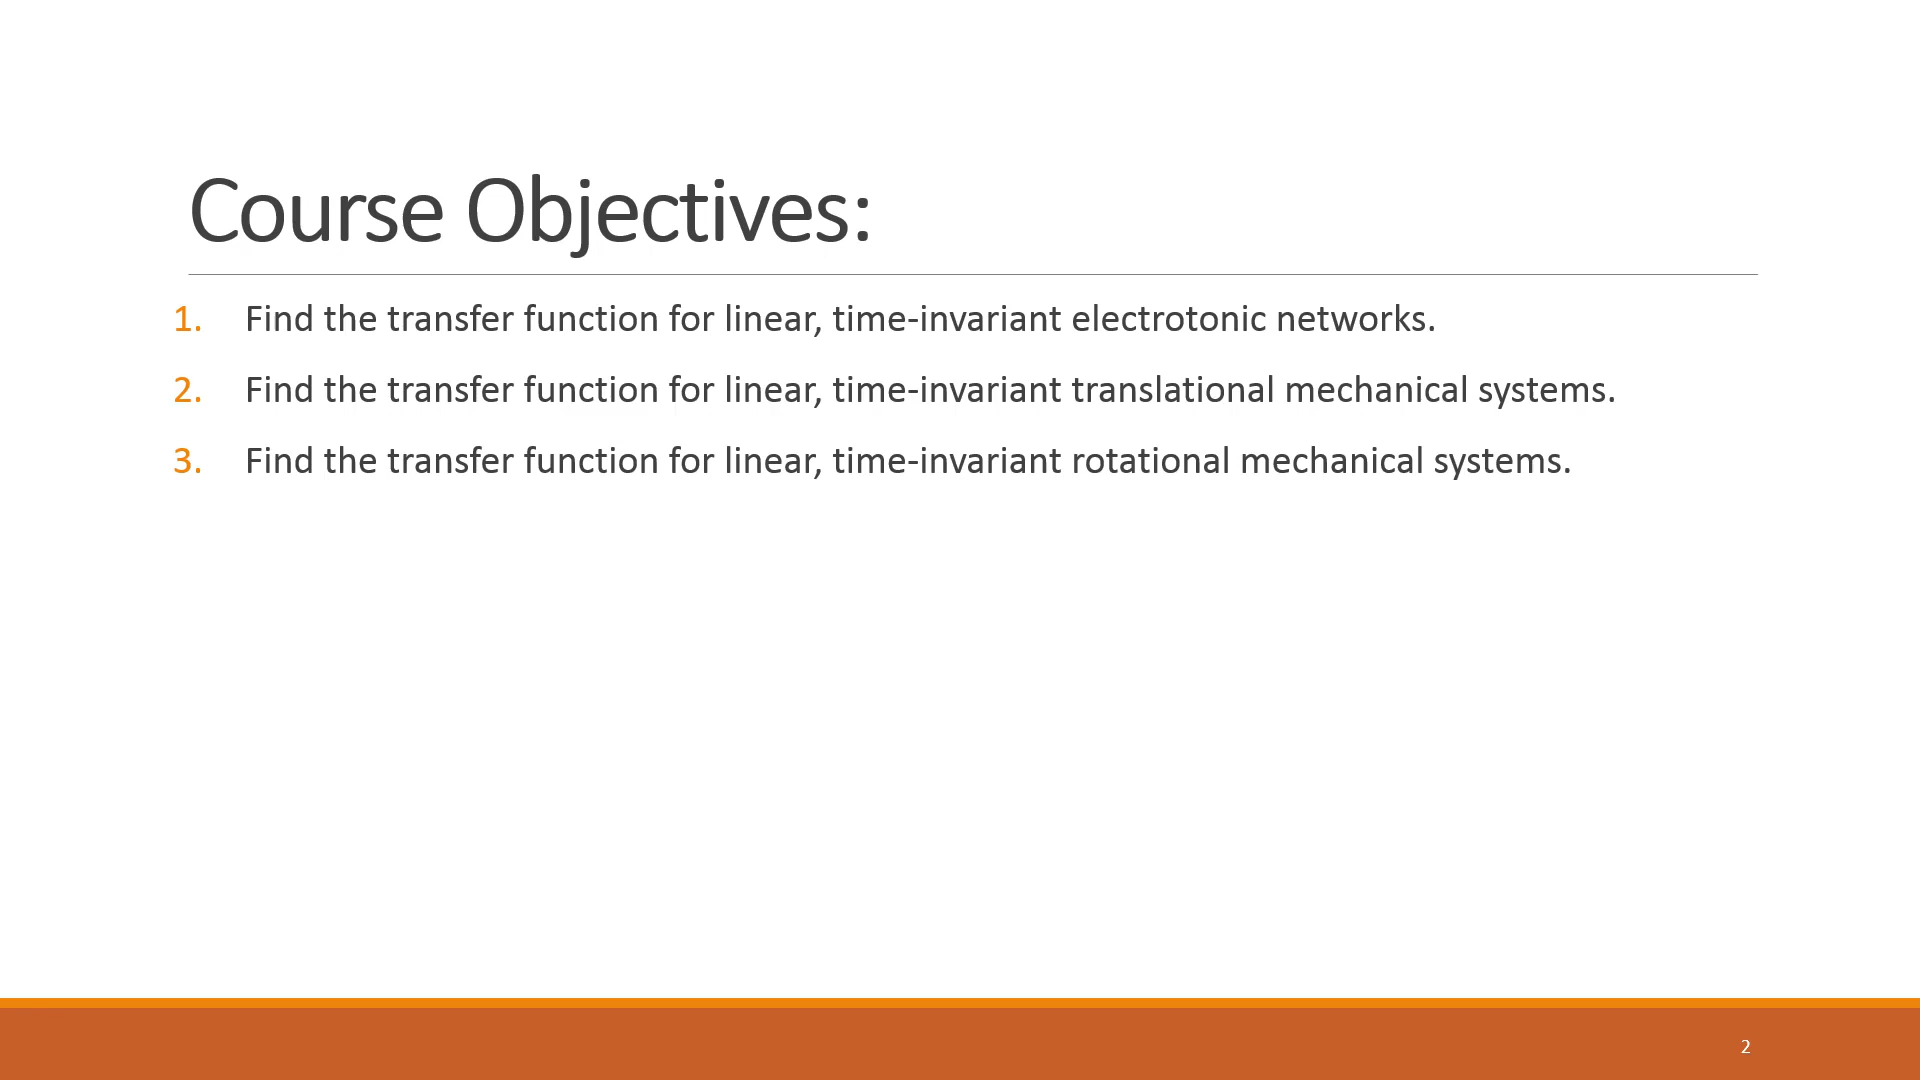 Course Objectives:
1. Find the transfer function for linear, time-invariant electrotonic networks.
2. Find the transfer function for linear, time-invariant translational mechanical systems.
3. Find the transfer function for linear, time-invariant rotational mechanical systems.
2